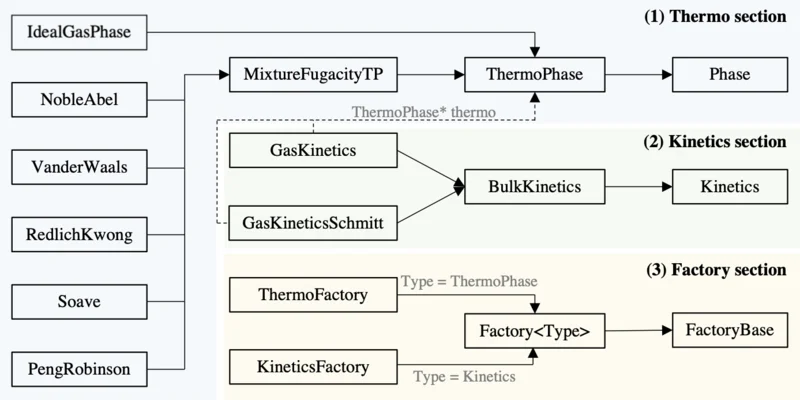 (1) Thermo section
IdealGasPhase
NobleAbel
VanderWaals
RedlichKwong
Soave
PengRobinson
MixtureFugacityTP
ThermoPhase
Phase
ThermoPhase* thermo
(2) Kinetics section
GasKinetics
GasKineticsSchmitt
BulkKinetics
Kinetics
(3) Factory section
ThermoFactory
Type = ThermoPhase
KineticsFactory
Type = Kinetics
Factory<Type>
FactoryBase